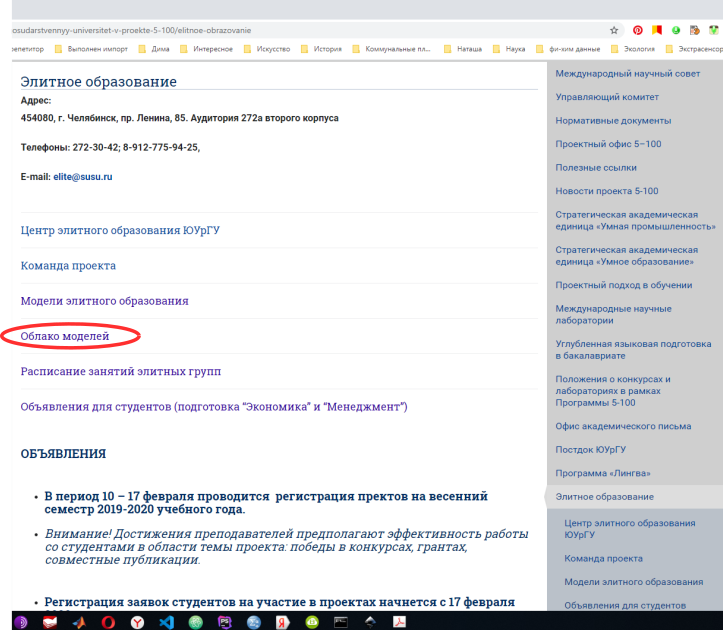 osudarstvennyy-universitet-v-proekte-5-100/elitnoe-obrazovanie
репетитор Выполнен импорт Дима Интересное Искусство История Коммунальные пл... Наташа Наука фи-хим данные Экология Экстрасенсор
Элитное образование
Адрес:
454080, г. Челябинск, пр. Ленина, 85. Аудитория 272а второго корпуса
Телефоны: 272-30-42; 8-912-775-94-25,
E-mail: elite@susu.ru
Центр элитного образования ЮУрГУ
Команда проекта
Модели элитного образования
Облако моделей
Расписание занятий элитных групп
Объявления для студентов (подготовка "Экономика" и "Менеджмент")
ОБЪЯВЛЕНИЯ
• В период 10 – 17 февраля проводится регистрация пректов на весенний
семестр 2019-2020 учебного года.
• Внимание! Достижения преподавателей предполагают эффективность работы
со студентами в области темы проекта: победы в конкурсах, грантах,
совместные публикации.
• Регистрация заявок студентов на участие в проектах начнется с 17 февраля
Международный научный совет
Управляющий комитет
Нормативные документы
Проектный офис 5–100
Полезные ссылки
Новости проекта 5-100
Стратегическая академическая
единица «Умная промышленность»
Стратегическая академическая
единица «Умное образование»
Проектный подход в обучении
Международные научные
лаборатории
Углубленная языковая подготовка
в бакалавриате
Положения о конкурсах и
лабораториях в рамках
Программы 5-100
Офис академического письма
Постдок ЮУрГУ
Программа «Лингва»
Элитное образование
Центр элитного образования
ЮУрГУ
Команда проекта
Модели элитного образования
Объявления для студентов